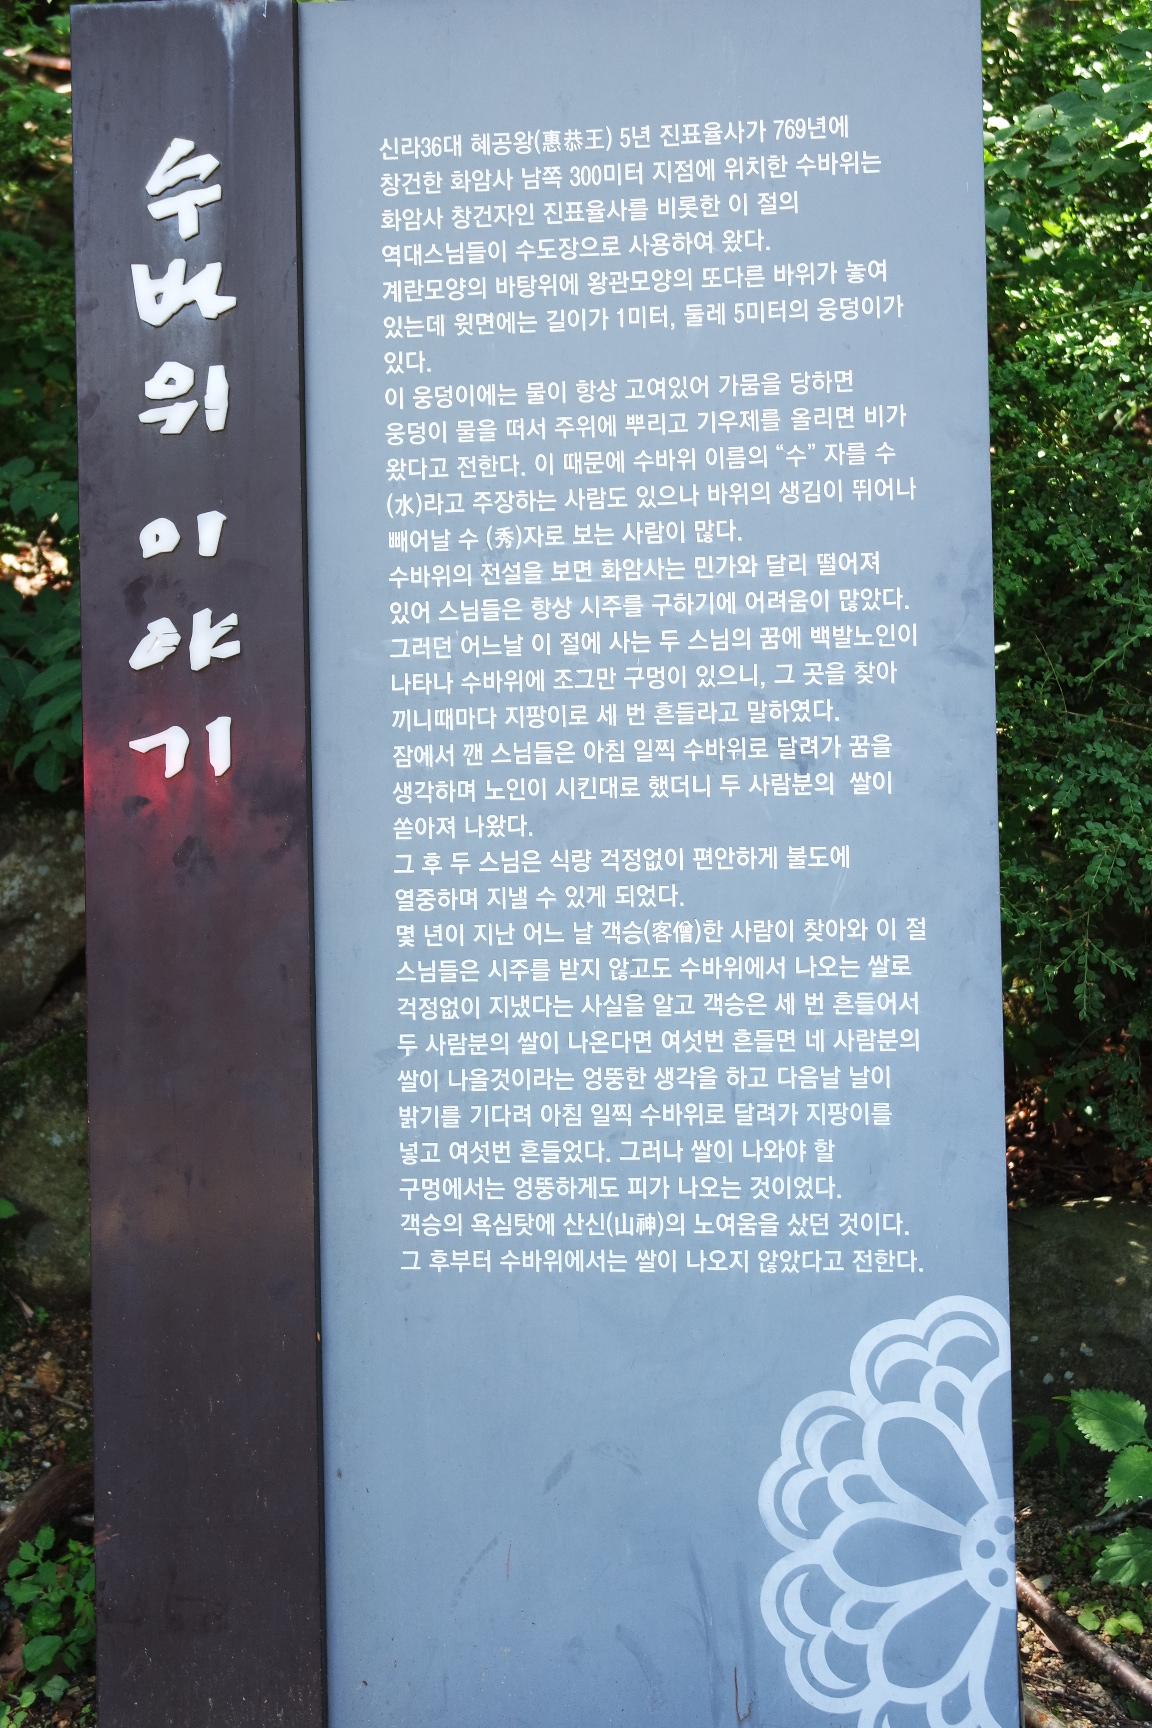 수바위 이야기
신라36대 혜공왕(惠恭王) 5년 진표율사가 769년에
창건한 화암사 남쪽 300미터 지점에 위치한 수바위는
화암사 창건자인 진표율사를 비롯한 이 절의
역대스님들이 수도장으로 사용하여 왔다.
계란모양의 바탕위에 왕관모양의 또다른 바위가 놓여
있는데 윗면에는 길이가 1미터, 둘레 5미터의 웅덩이가
있다.
이 웅덩이에는 물이 항상 고여있어 가뭄을 당하면
웅덩이 물을 떠서 주위에 뿌리고 기우제를 올리면 비가
왔다고 전한다. 이 때문에 수바위 이름의 “수” 자를 수
(水)라고 주장하는 사람도 있으나 바위의 생김이 뛰어나
빼어날 수 (秀)자로 보는 사람이 많다.
수바위의 전설을 보면 화암사는 민가와 달리 떨어져
있어 스님들은 항상 시주를 구하기에 어려움이 많았다.
그러던 어느날 이 절에 사는 두 스님의 꿈에 백발노인이
나타나 수바위에 조그만 구멍이 있으니, 그 곳을 찾아
끼니때마다 지팡이로 세 번 흔들라고 말하였다.
잠에서 깬 스님들은 아침 일찍 수바위로 달려가 꿈을
생각하며 노인이 시킨대로 했더니 두 사람분의 쌀이
쏟아져 나왔다.
그 후 두 스님은 식량 걱정없이 편안하게 불도에
열중하며 지낼 수 있게 되었다.
몇 년이 지난 어느 날 객승(客僧)한 사람이 찾아와 이 절
스님들은 시주를 받지 않고도 수바위에서 나오는 쌀로
걱정없이 지냈다는 사실을 알고 객승은 세 번 흔들어서
두 사람분의 쌀이 나온다면 여섯번 흔들면 네 사람분의
쌀이 나올것이라는 엉뚱한 생각을 하고 다음날 날이
밝기를 기다려 아침 일찍 수바위로 달려가 지팡이를
넣고 여섯번 흔들었다. 그러나 쌀이 나와야 할
구멍에서는 엉뚱하게도 피가 나오는 것이었다.
객승의 욕심탓에 산신(山神)의 노여움을 샀던 것이다.
그 후부터 수바위에서는 쌀이 나오지 않았다고 전한다.